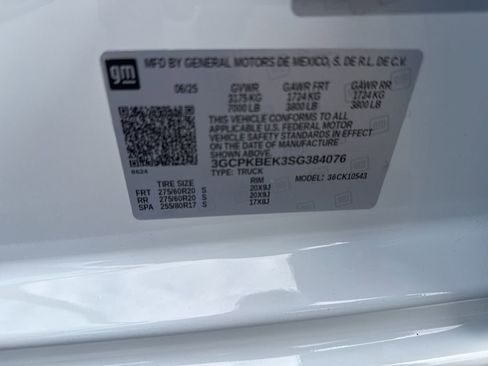 gm
MFD BY GENERAL MOTORS DE MEXICO, S. DE R.L. DE C.V.
06/25 GVWR GAWR FRT GAWR RR
3175 KG 1724 KG 1724 KG
7000 LB 3800 LB 3800 LB
THIS VEHICLE CONFORMS TO ALL
APPLICABLE U.S. FEDERAL MOTOR
VEHICLE SAFETY STANDARDS IN EFFECT
ON THE DATE OF MANUFACTURE SHOWN ABOVE
3GCPKBEK3SG384076
6624 TYPE: TRUCK MODEL: 36CK10543
TIRE SIZE RIM
FRT 275/60R20 S 20X9J
RR 275/60R20 S 20X9J
SPA 255/80R17 S 17X8J